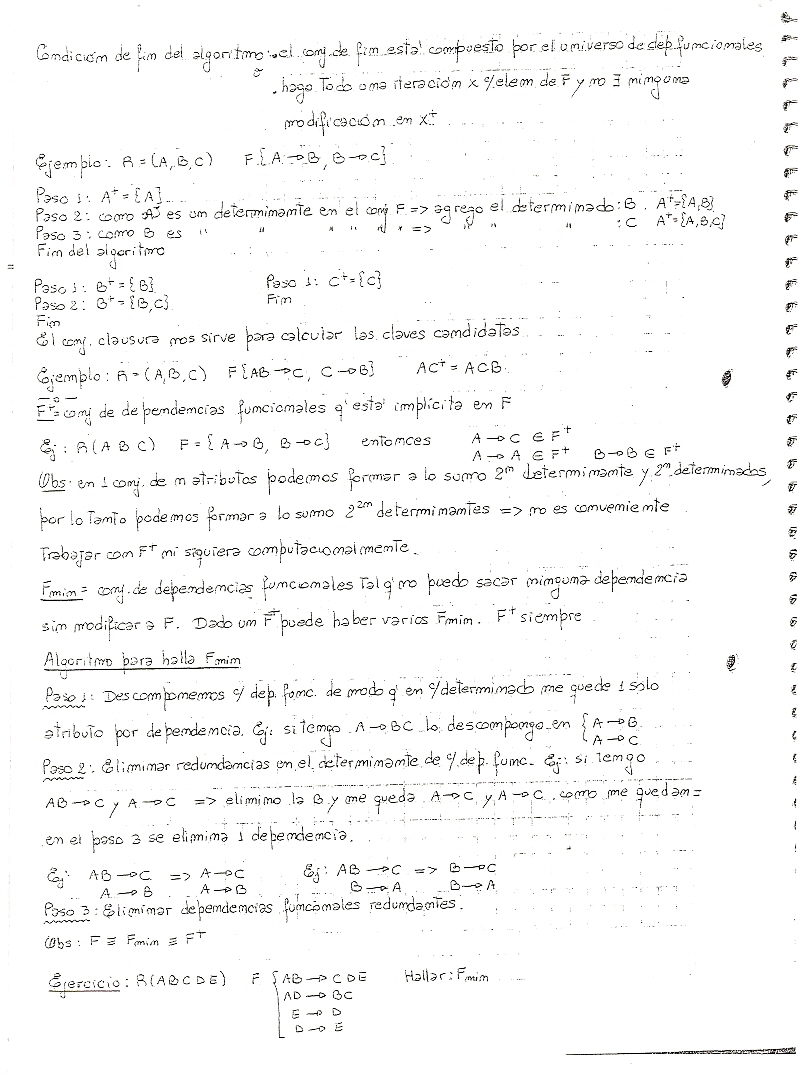 Condición de fin del algoritmo: . el conj. de fin está compuesto por el universo de dep. funcionales
ó
. haga todo una iteración x c/elem de F y no ∃ ninguna
modificación en X⁺
Ejemplo: R = (A, B, C) F {A → B, B → C}
Paso 1: A⁺ = {A}
Paso 2: como A es un determinante en el conj F => agrego el determinado: B. A⁺={A,B}
Paso 3: como B es " " " " " " => " " " : C A⁺={A,B,C}
Fin del algoritmo
Paso 1: B⁺ = {B} Paso 1: C⁺ = {C}
Paso 2: B⁺ = {B,C} Fin
Fin
El conj. clausura nos sirve para calcular las claves candidatas
Ejemplo: R = (A, B, C) F {AB → C, C → B} AC⁺ = ACB
F⁺ = conj de dependencias funcionales q' está implícita en F
Ej: R (A B C) F = { A → B, B → C } entonces A → C ∈ F⁺
A → A ∈ F⁺ B → B ∈ F⁺
Obs: en 1 conj. de n atributos podemos formar a lo sumo 2ⁿ determinante y 2ⁿ determinados,
por lo tanto podemos formar a lo sumo 2²ⁿ determinantes => no es conveniente
trabajar con F⁺ ni siquiera computacionalmente.
Fmin = conj. de dependencias funcionales tal q' no puedo sacar ninguna dependencia
sin modificar a F. Dado un F⁺ puede haber varios Fmin. F⁺ siempre
Algoritmo para halla Fmin
Paso 1: Descomponemos c/ dep. func. de modo q' en c/determinado me quede 1 solo
atributo por dependencia. Ej: si tengo A → BC lo descompongo en { A → B
A → C
Paso 2: Eliminar redundancias en el determinante de c/ dep. func. Ej: si tengo
AB → C y A → C => elimino la B y me queda A → C y A → C como me quedan =
en el paso 3 se elimina 1 dependencia.
Ej: AB → C => A → C Ej: AB → C => B → C
A → B A → B B → A B → A
Paso 3: Eliminar dependencias funcionales redundantes.
Obs: F ≡ Fmin ≡ F⁺
Ejercicio: R (A B C D E) F { AB → C D E Hallar: Fmin
AD → BC
E → D
D → E